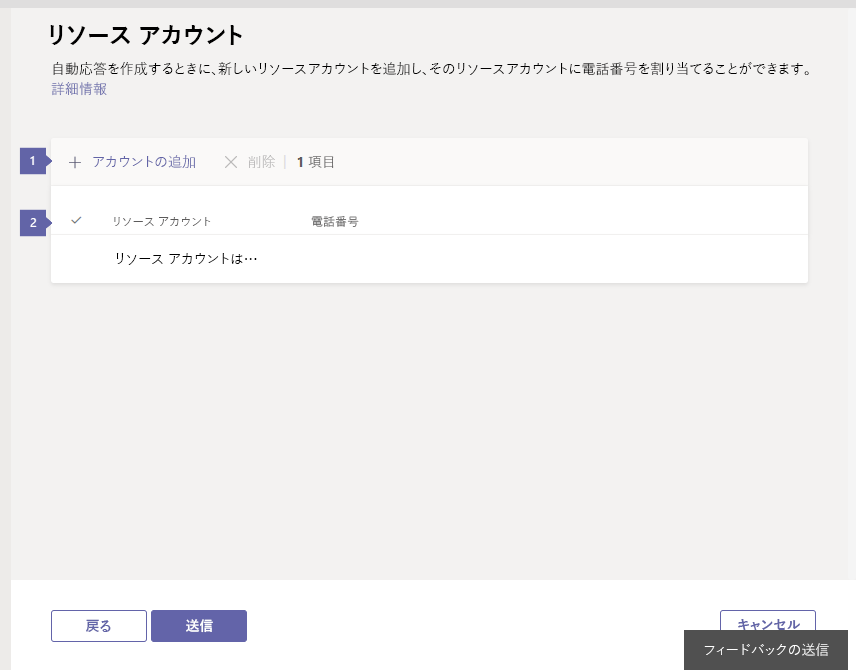 リソース アカウント
自動応答を作成するときに、新しいリソースアカウントを追加し、そのリソースアカウントに電話番号を割り当てることができます。
詳細情報
1 + アカウントの追加 × 削除 | 1 項目
2 リソース アカウント 電話番号
リソース アカウントは…
戻る 送信 キャンセル
フィードバックの送信